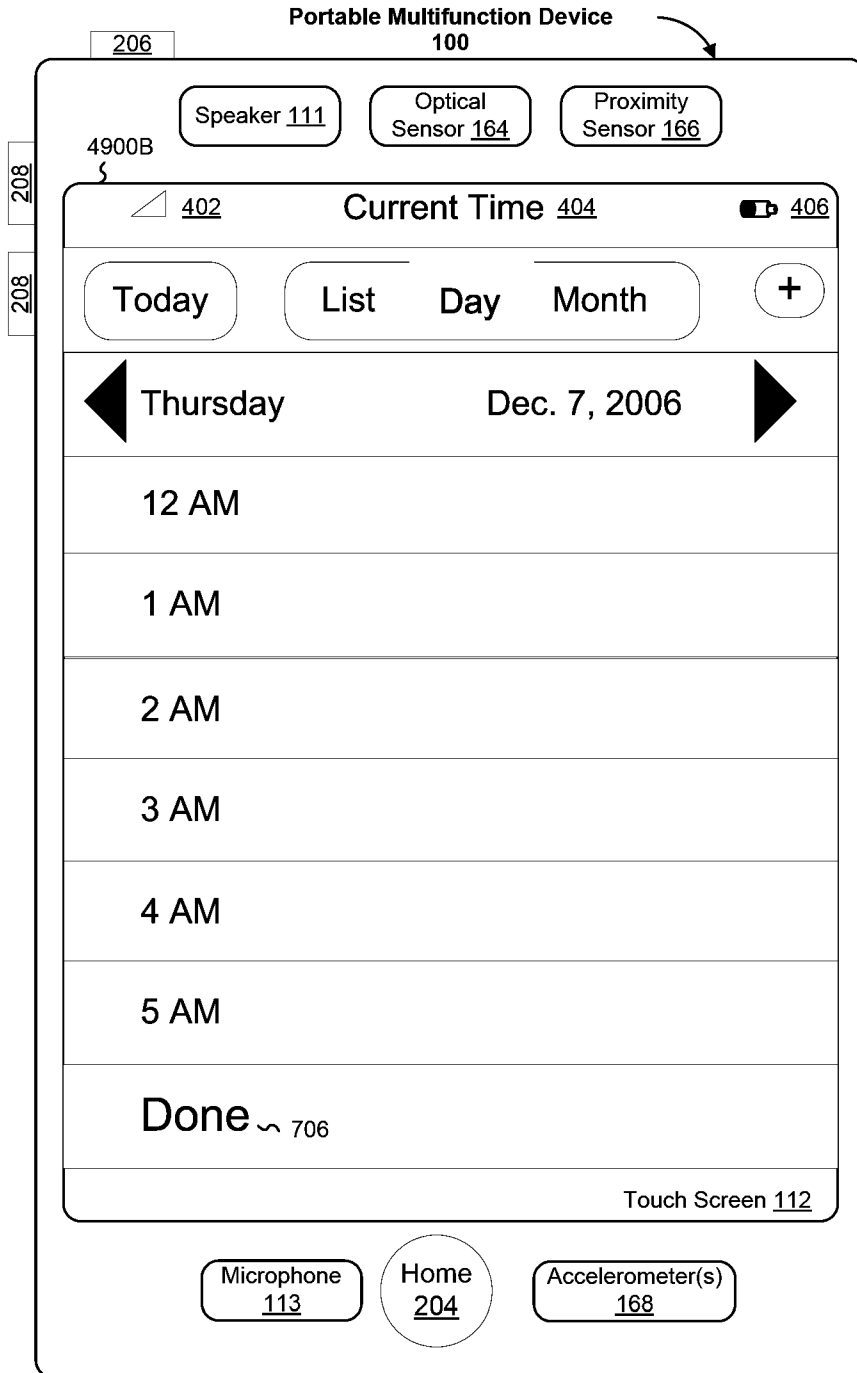 Portable Multifunction Device
100
206
Speaker 111
Optical
Sensor 164
Proximity
Sensor 166
4900B
208
402
Current Time 404
406
208
Today
List
Day
Month
+
Thursday
Dec. 7, 2006
12 AM
1 AM
2 AM
3 AM
4 AM
5 AM
Done 706
Touch Screen 112
Microphone
113
Home
204
Accelerometer(s)
168